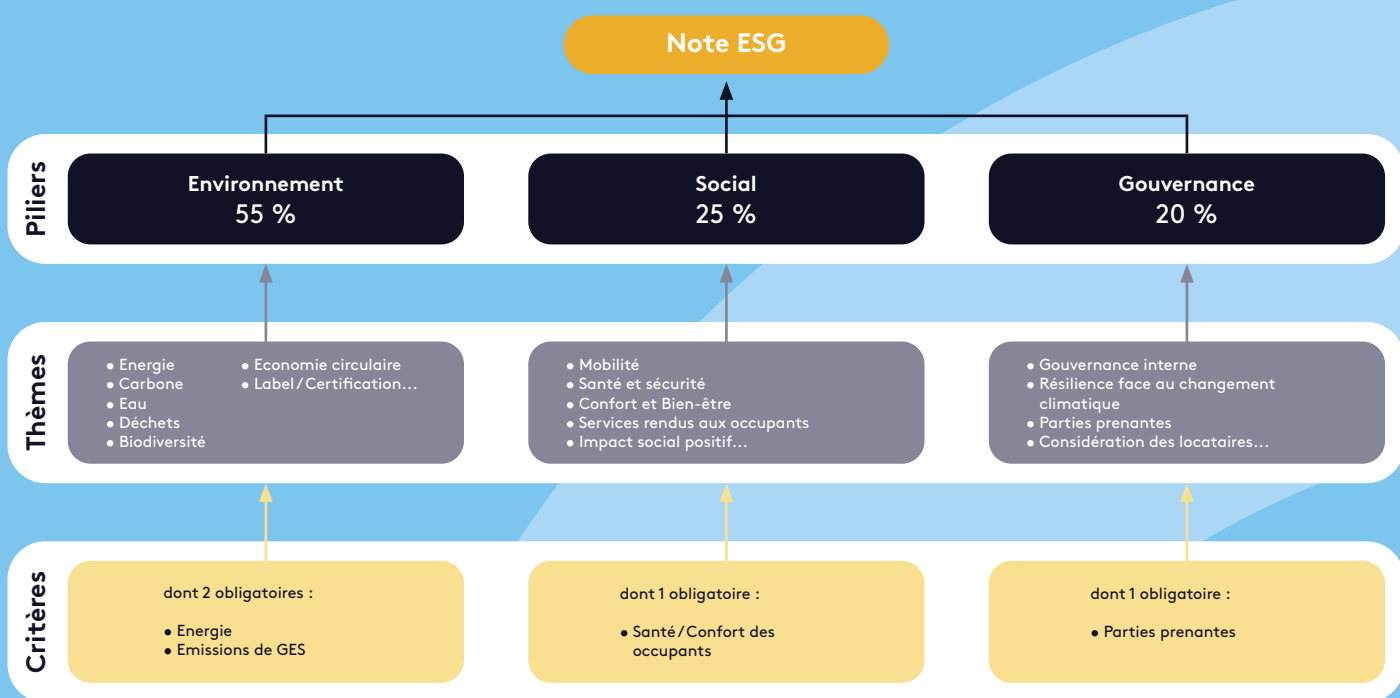 Note ESG
Piliers
Environnement
55 %
Social
25 %
Gouvernance
20 %
Thèmes
• Energie
• Carbone
• Eau
• Déchets
• Biodiversité
• Economie circulaire
• Label / Certification...
• Mobilité
• Santé et sécurité
• Confort et Bien-être
• Services rendus aux occupants
• Impact social positif...
• Gouvernance interne
• Résilience face au changement
climatique
• Parties prenantes
• Considération des locataires...
Critères
dont 2 obligatoires :
• Energie
• Emissions de GES
dont 1 obligatoire :
• Santé / Confort des
occupants
dont 1 obligatoire :
• Parties prenantes